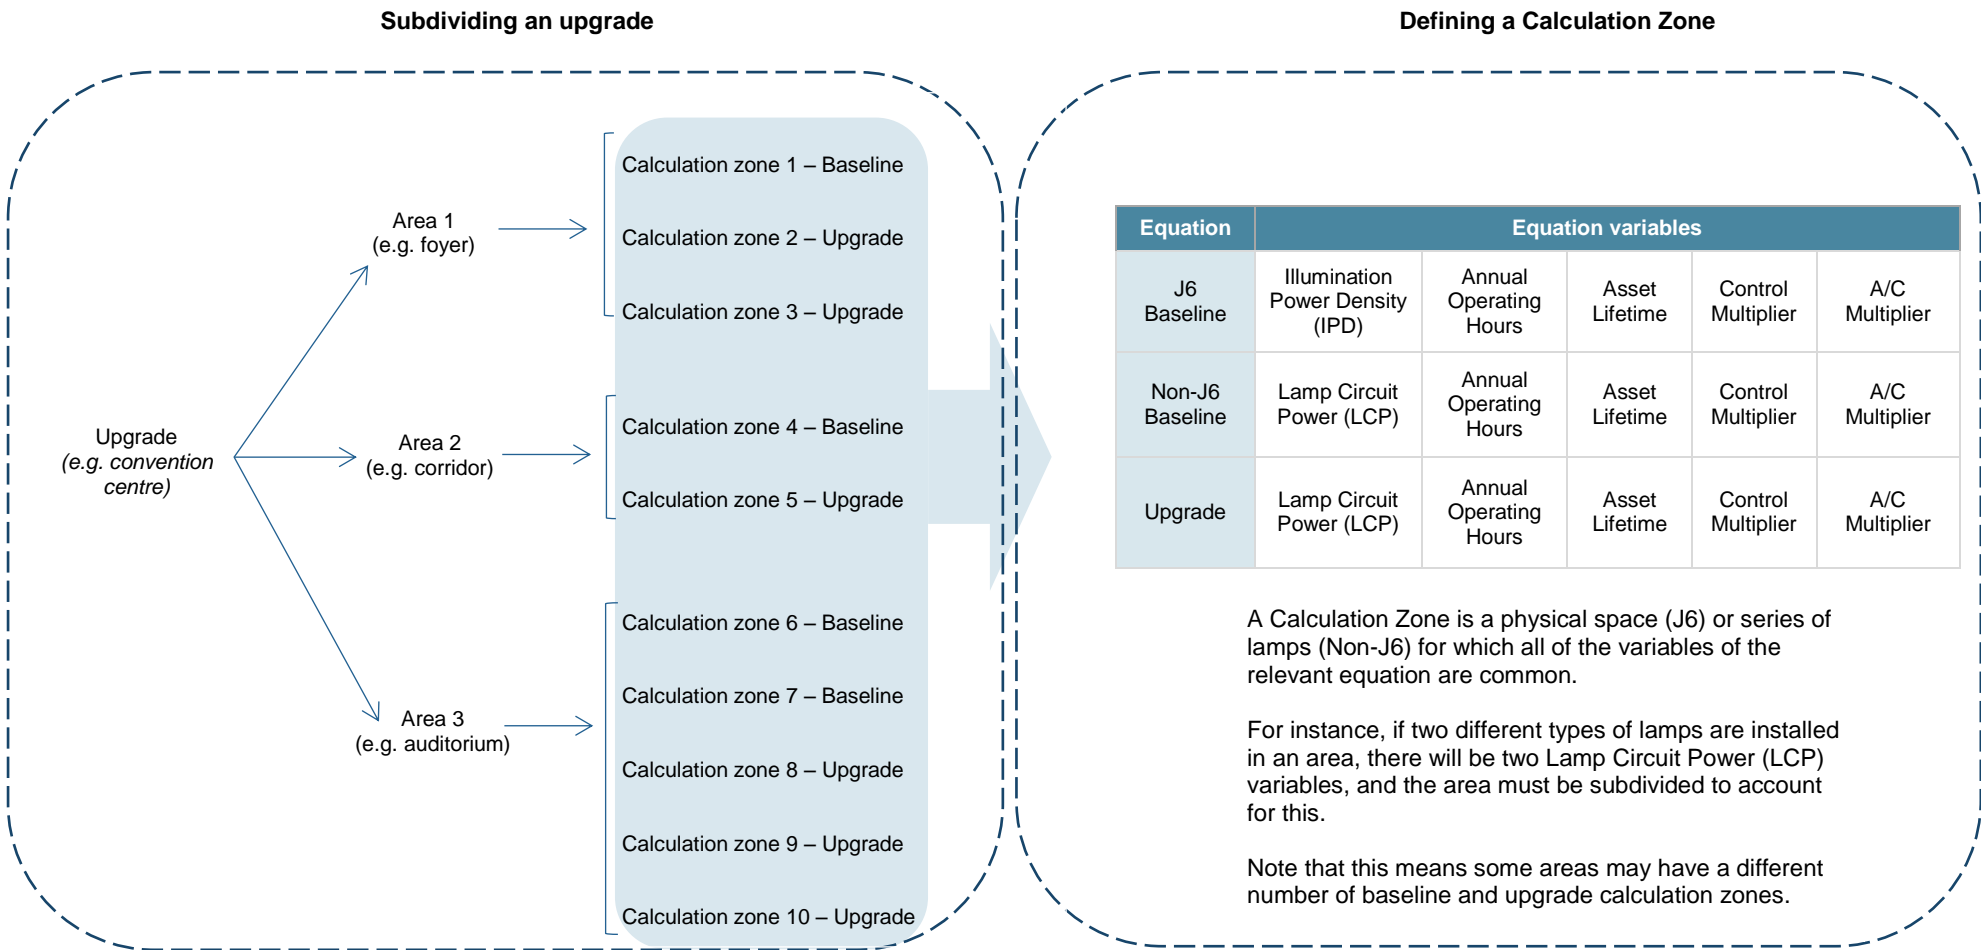 Subdividing an upgrade
Defining a Calculation Zone
Upgrade
(e.g. convention
centre)
Area 1
(e.g. foyer)
Area 2
(e.g. corridor)
Area 3
(e.g. auditorium)
Calculation zone 1 – Baseline
Calculation zone 2 – Upgrade
Calculation zone 3 – Upgrade
Calculation zone 4 – Baseline
Calculation zone 5 – Upgrade
Calculation zone 6 – Baseline
Calculation zone 7 – Baseline
Calculation zone 8 – Upgrade
Calculation zone 9 – Upgrade
Calculation zone 10 – Upgrade
Equation
Equation variables
J6
Baseline
Illumination
Power Density
(IPD)
Annual
Operating
Hours
Asset
Lifetime
Control
Multiplier
A/C
Multiplier
Non-J6
Baseline
Lamp Circuit
Power (LCP)
Annual
Operating
Hours
Asset
Lifetime
Control
Multiplier
A/C
Multiplier
Upgrade
Lamp Circuit
Power (LCP)
Annual
Operating
Hours
Asset
Lifetime
Control
Multiplier
A/C
Multiplier
A Calculation Zone is a physical space (J6) or series of
lamps (Non-J6) for which all of the variables of the
relevant equation are common.
For instance, if two different types of lamps are installed
in an area, there will be two Lamp Circuit Power (LCP)
variables, and the area must be subdivided to account
for this.
Note that this means some areas may have a different
number of baseline and upgrade calculation zones.